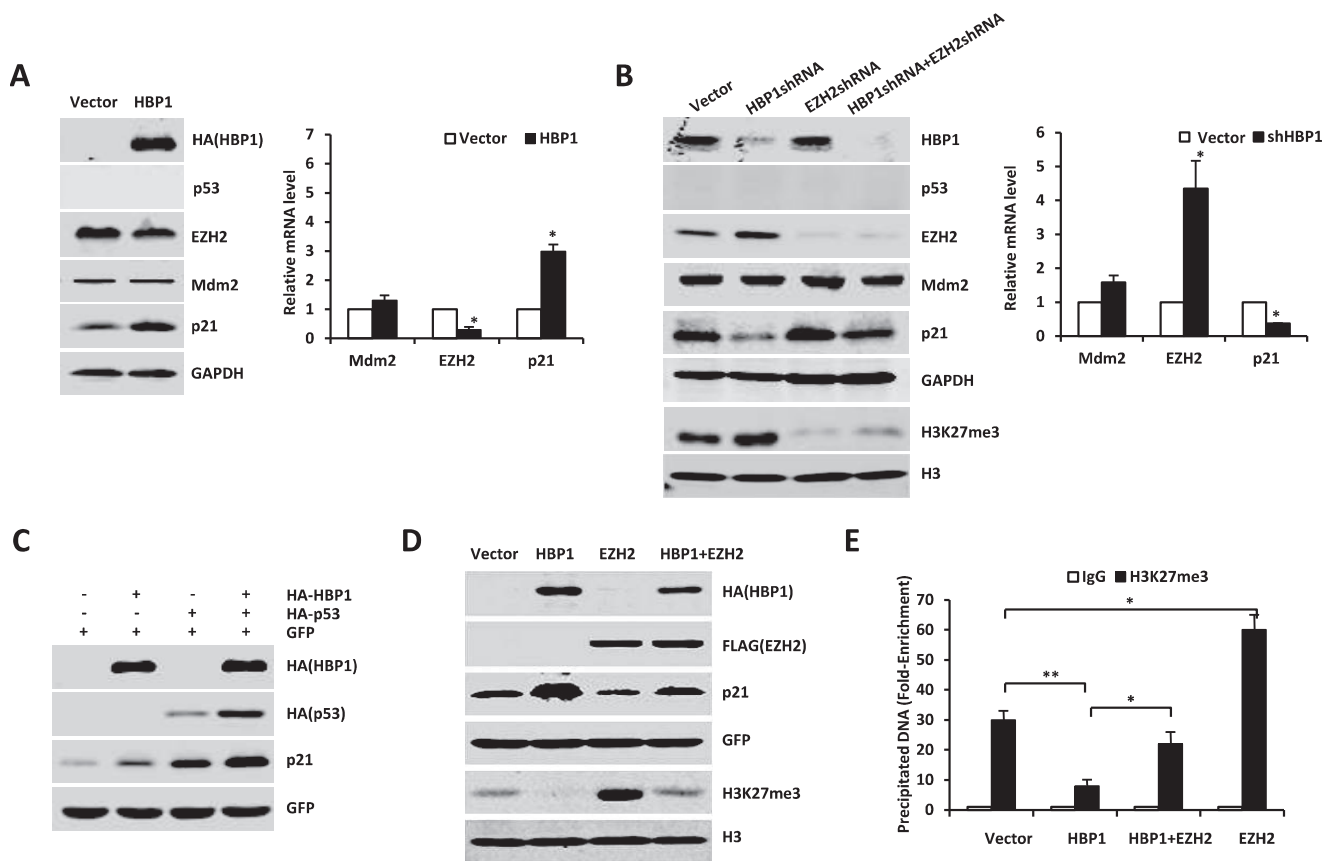 A
Vector HBP1
HA(HBP1)
p53
EZH2
Mdm2
p21
GAPDH
Relative mRNA level
7
6
5
4
3
2
1
0
Vector HBP1
*
*
Mdm2 EZH2 p21
B
Vector HBP1shRNA EZH2shRNA HBP1shRNA+EZH2shRNA
HBP1
p53
EZH2
Mdm2
p21
GAPDH
H3K27me3
H3
Relative mRNA level
6
5
4
3
2
1
0
Vector shHBP1
*
*
Mdm2 EZH2 p21
C
- + - + HA-HBP1
- - + + HA-p53
+ + + + GFP
HA(HBP1)
HA(p53)
p21
GFP
D
Vector HBP1 EZH2 HBP1+EZH2
HA(HBP1)
FLAG(EZH2)
p21
GFP
H3K27me3
H3
E
IgG H3K27me3
Precipitated DNA (Fold-Enrichment)
70
60
50
40
30
20
10
0
*
**
*
Vector HBP1 HBP1+EZH2 EZH2